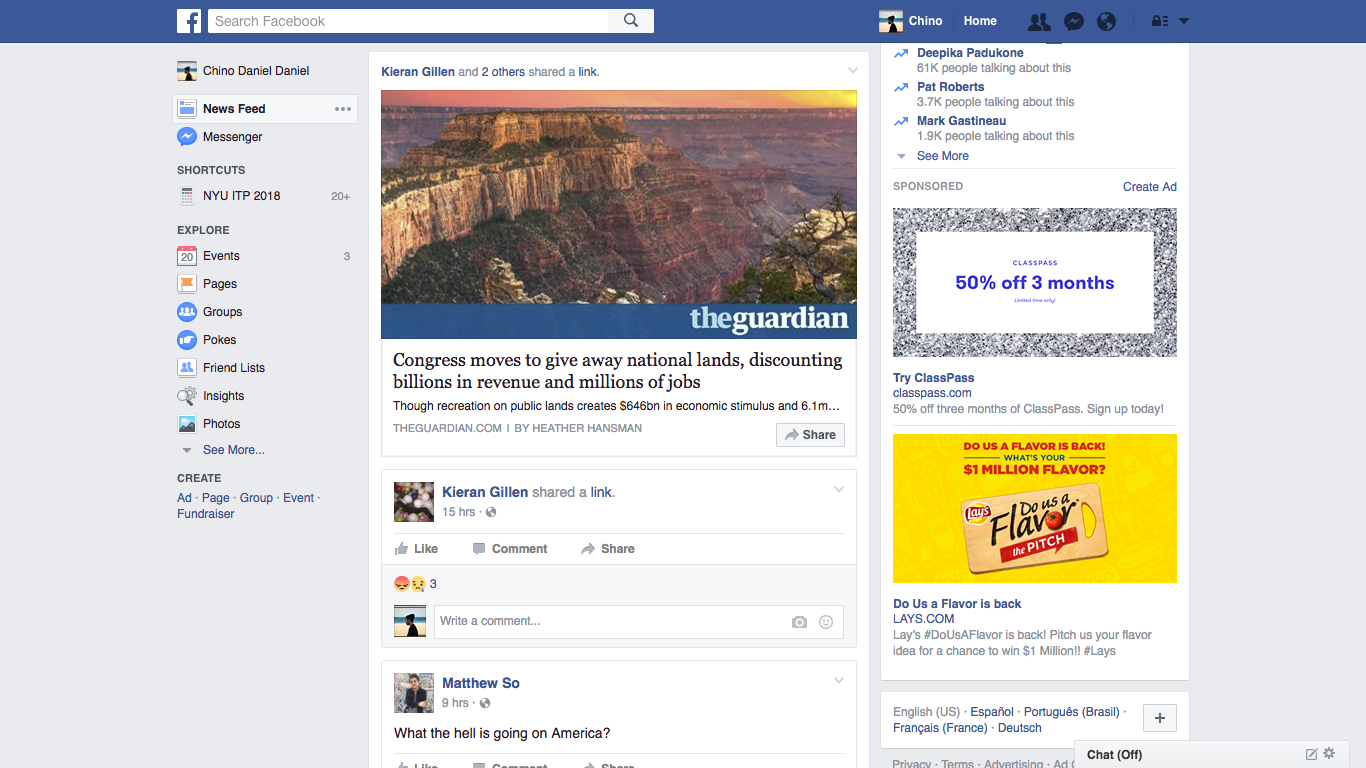 Search Facebook
Chino
Home
Chino Daniel Daniel
News Feed
Messenger
SHORTCUTS
NYU ITP 2018 20+
EXPLORE
20
Events 3
Pages
Groups
Pokes
Friend Lists
Insights
Photos
See More...
CREATE
Ad · Page · Group · Event ·
Fundraiser
Kieran Gillen and 2 others shared a link.
theguardian
Congress moves to give away national lands, discounting
billions in revenue and millions of jobs
Though recreation on public lands creates $646bn in economic stimulus and 6.1m…
THEGUARDIAN.COM | BY HEATHER HANSMAN
Share
Kieran Gillen shared a link.
15 hrs ·
Like Comment Share
3
Write a comment...
Matthew So
9 hrs ·
What the hell is going on America?
Like Comment Share
Deepika Padukone
61K people talking about this
Pat Roberts
3.7K people talking about this
Mark Gastineau
1.9K people talking about this
See More
SPONSORED Create Ad
CLASSPASS
50% off 3 months
Limited time only!
Try ClassPass
classpass.com
50% off three months of ClassPass. Sign up today!
DO US A FLAVOR IS BACK!
WHAT'S YOUR
$1 MILLION FLAVOR?
Lay's
Do us a
Flavor
the PITCH
Do Us a Flavor is back
LAYS.COM
Lay's #DoUsAFlavor is back! Pitch us your flavor
idea for a chance to win $1 Million!! #Lays
English (US) · Español · Português (Brasil) ·
Français (France) · Deutsch
Privacy · Terms · Advertising · Ad
Chat (Off)